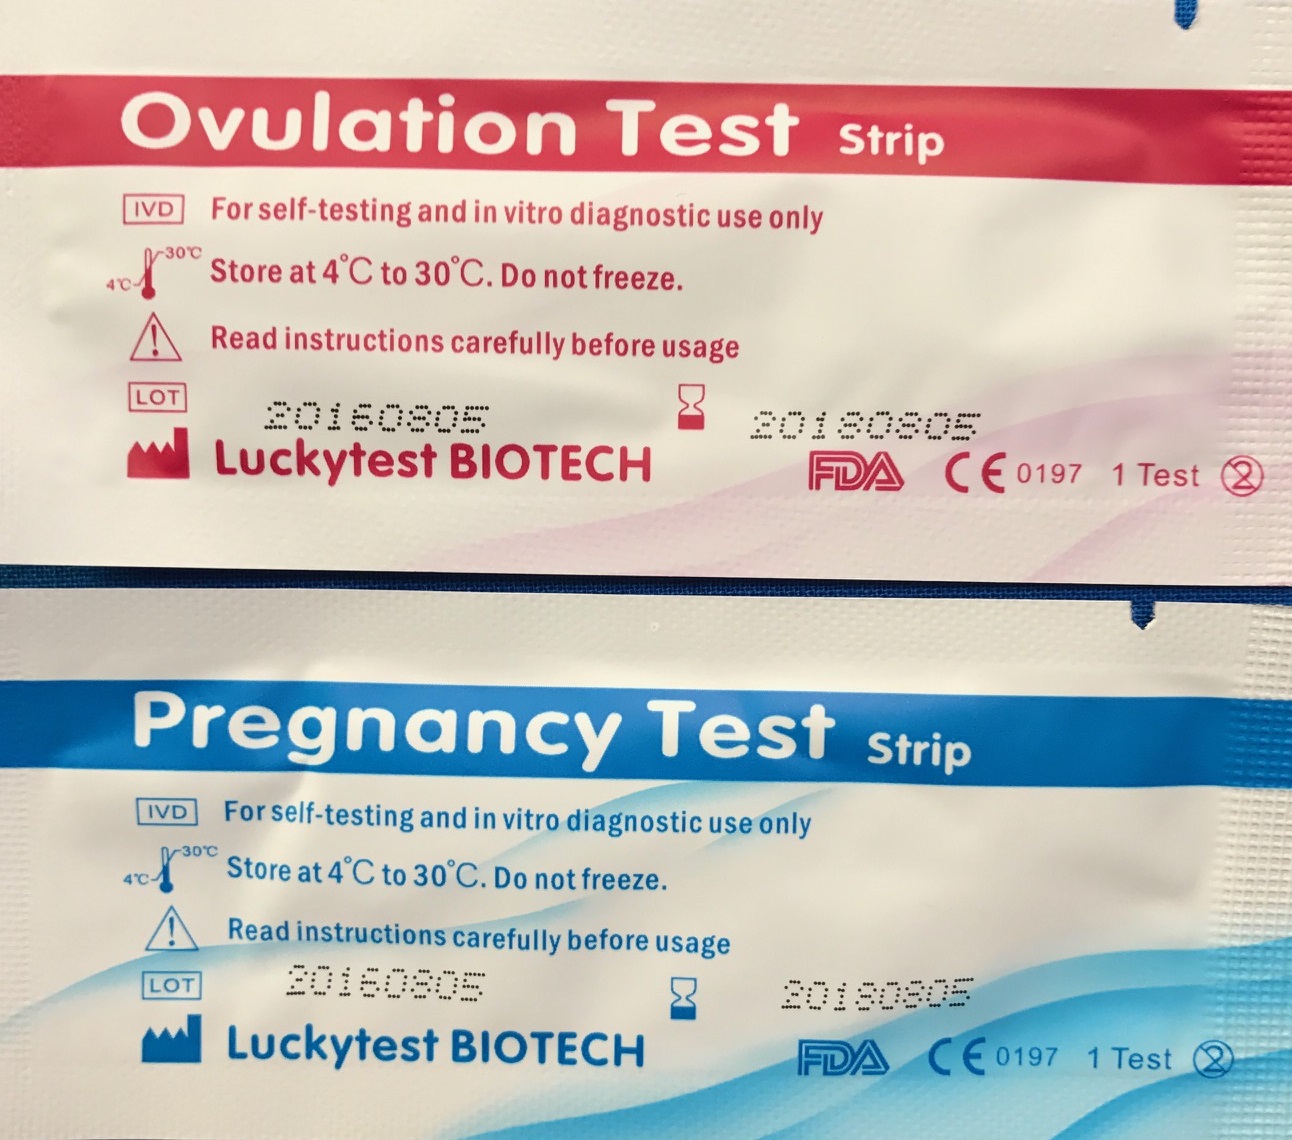 Ovulation Test Strip
IVD For self-testing and in vitro diagnostic use only
4℃ 30℃ Store at 4°C to 30°C. Do not freeze.
Read instructions carefully before usage
LOT 20160805 20180805
Luckytest BIOTECH FDA CE 0197 1 Test 2
Pregnancy Test Strip
IVD For self-testing and in vitro diagnostic use only
4℃ 30℃ Store at 4°C to 30°C. Do not freeze.
Read instructions carefully before usage
LOT 20160805 20180805
Luckytest BIOTECH FDA CE 0197 1 Test 2